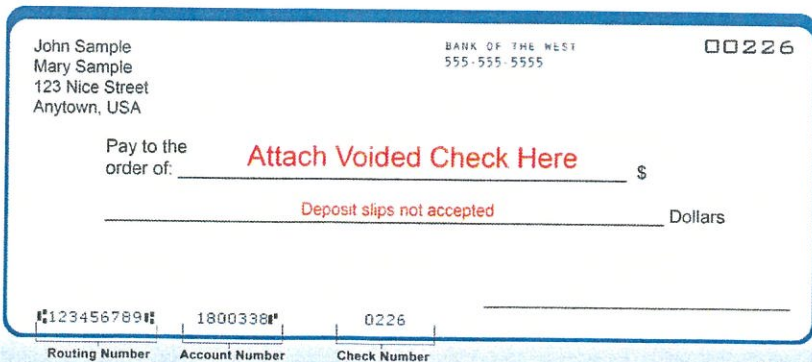 John Sample
Mary Sample
123 Nice Street
Anytown, USA
BANK OF THE WEST
555-555-5555
00226
Pay to the
order of:
Attach Voided Check Here
$
Deposit slips not accepted
Dollars
⑆123456789⑆ 1800338⑈ 0226
Routing Number Account Number Check Number